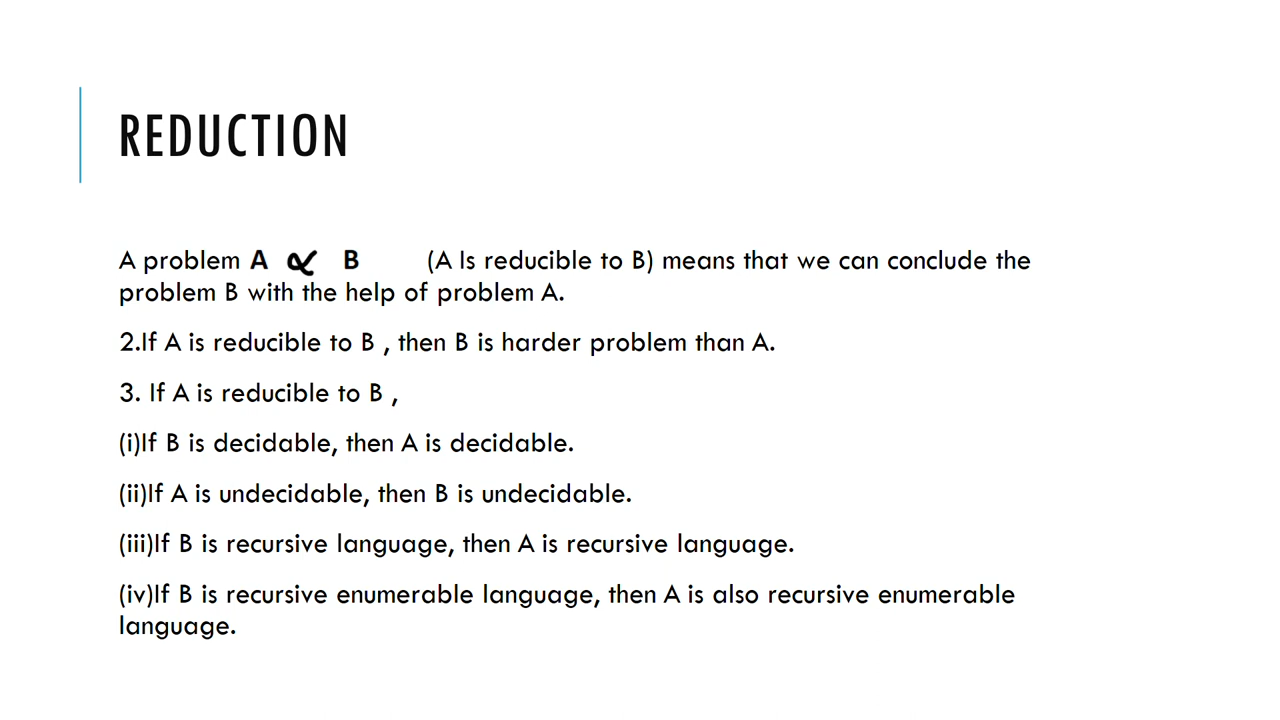 REDUCTION
A problem A ∝ B (A Is reducible to B) means that we can conclude the
problem B with the help of problem A.
2.If A is reducible to B , then B is harder problem than A.
3. If A is reducible to B ,
(i)If B is decidable, then A is decidable.
(ii)If A is undecidable, then B is undecidable.
(iii)If B is recursive language, then A is recursive language.
(iv)If B is recursive enumerable language, then A is also recursive enumerable
language.